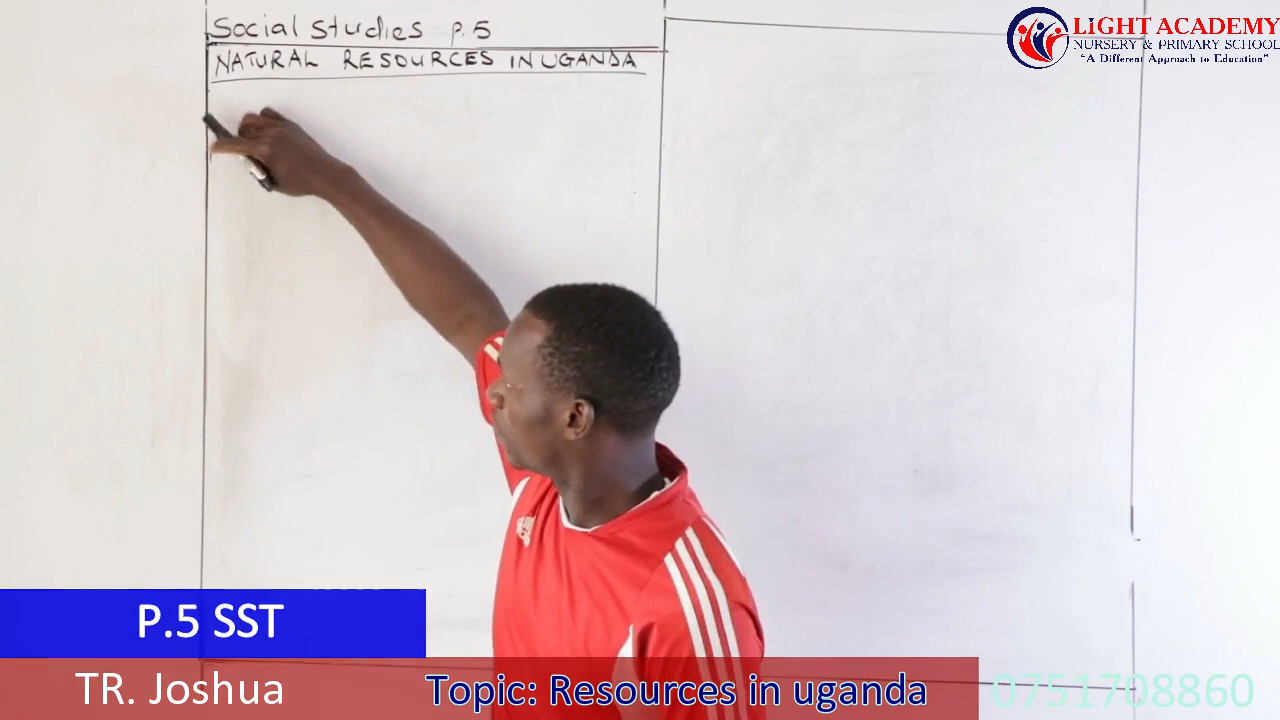 Social Studies P.5
NATURAL RESOURCES IN UGANDA
LIGHT ACADEMY
NURSERY & PRIMARY SCHOOL
"A Different Approach to Education"
P.5 SST
TR. Joshua
Topic: Resources in uganda
0751708860